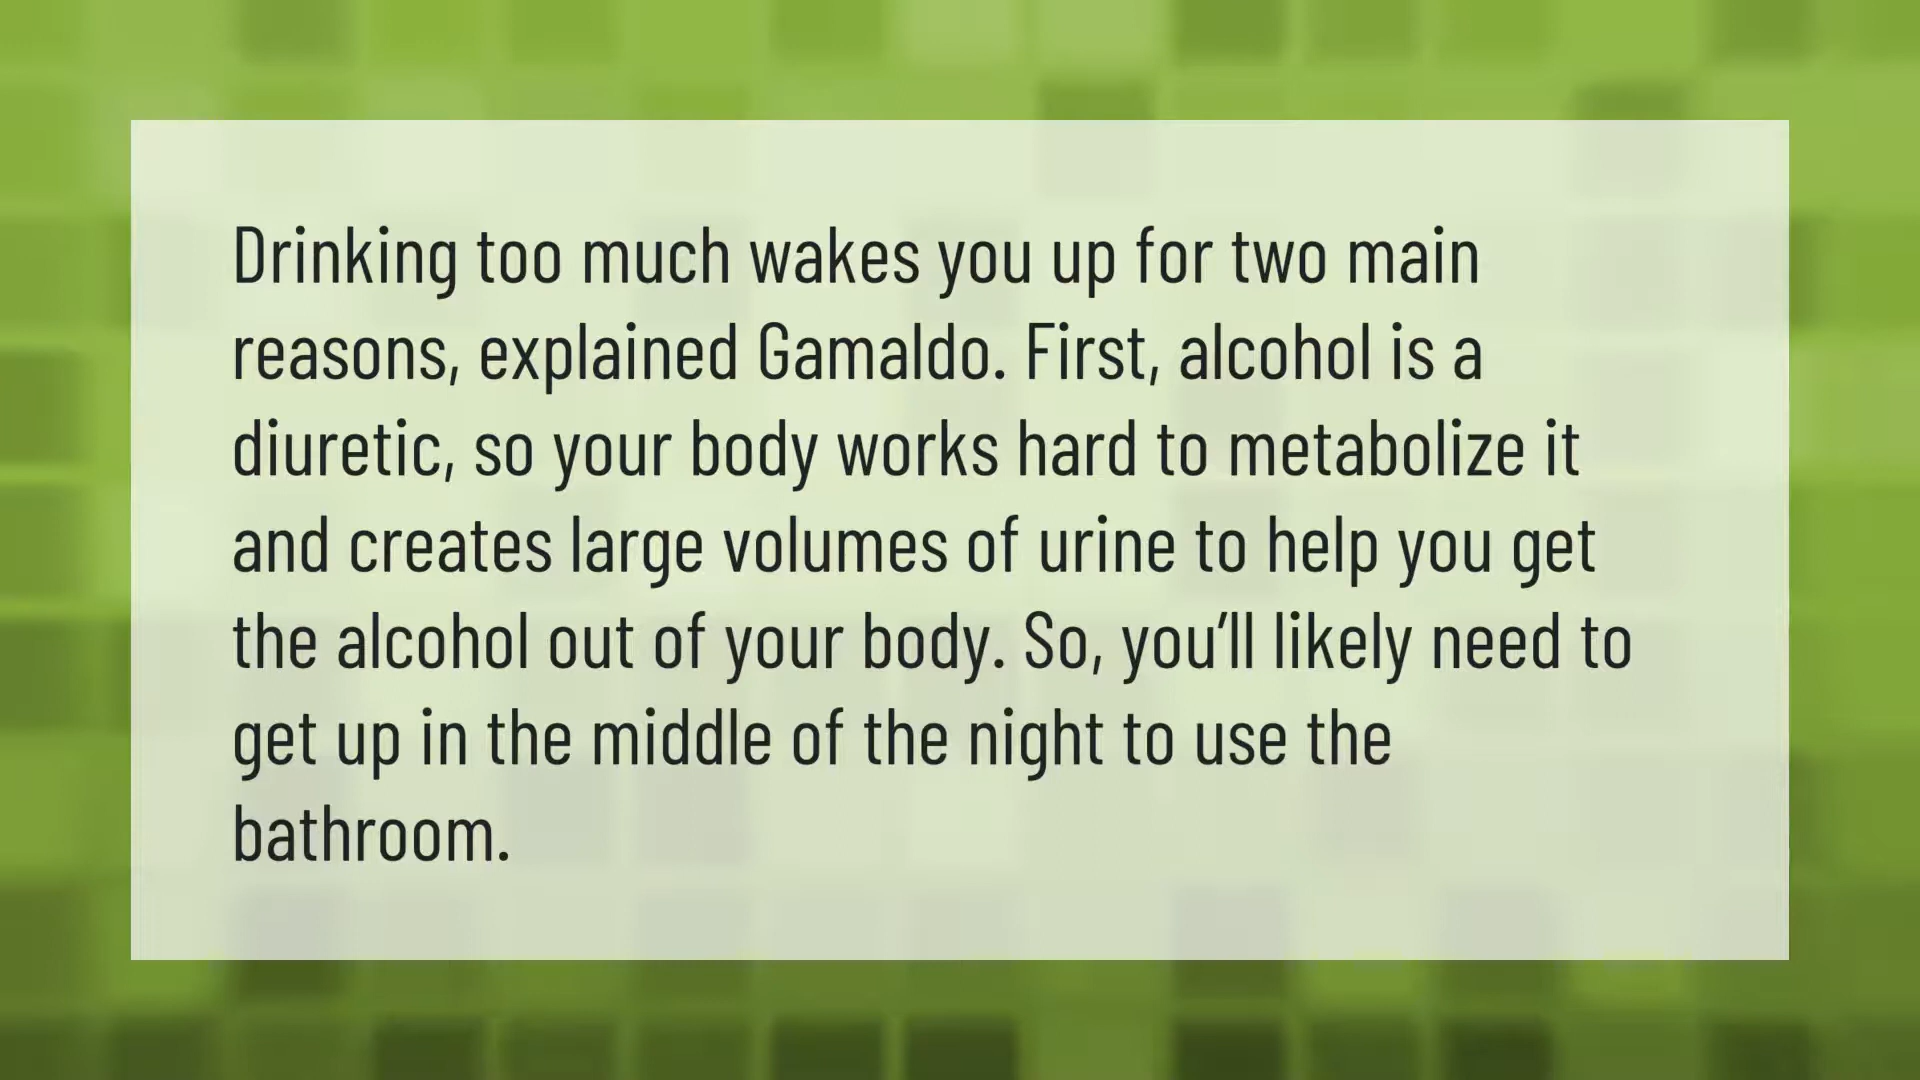 Drinking too much wakes you up for two main
reasons, explained Gamaldo. First, alcohol is a
diuretic, so your body works hard to metabolize it
and creates large volumes of urine to help you get
the alcohol out of your body. So, you’ll likely need to
get up in the middle of the night to use the
bathroom.